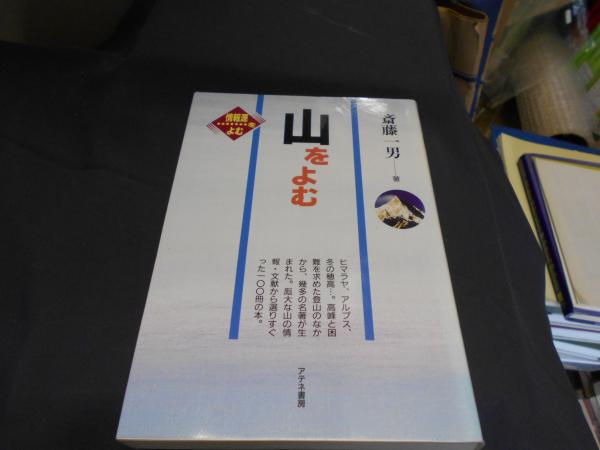 情報源を
よむ
山をよむ
斎藤一男—著
ヒマラヤ、アルプス、
冬の穂高…。高峰と困
難を求めた登山のなか
から、幾多の名著が生
まれた。厖大な山の情
報・文献から選りすぐ
った一〇〇冊の本。
アテネ書房